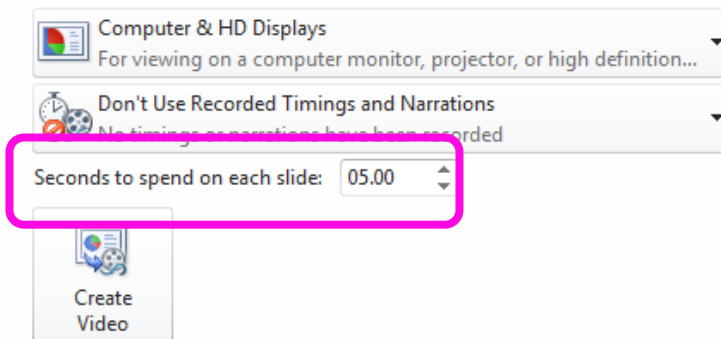 Computer & HD Displays
For viewing on a computer monitor, projector, or high definition...
Don't Use Recorded Timings and Narrations
No timings or narrations have been recorded
Seconds to spend on each slide: 05.00
Create
Video